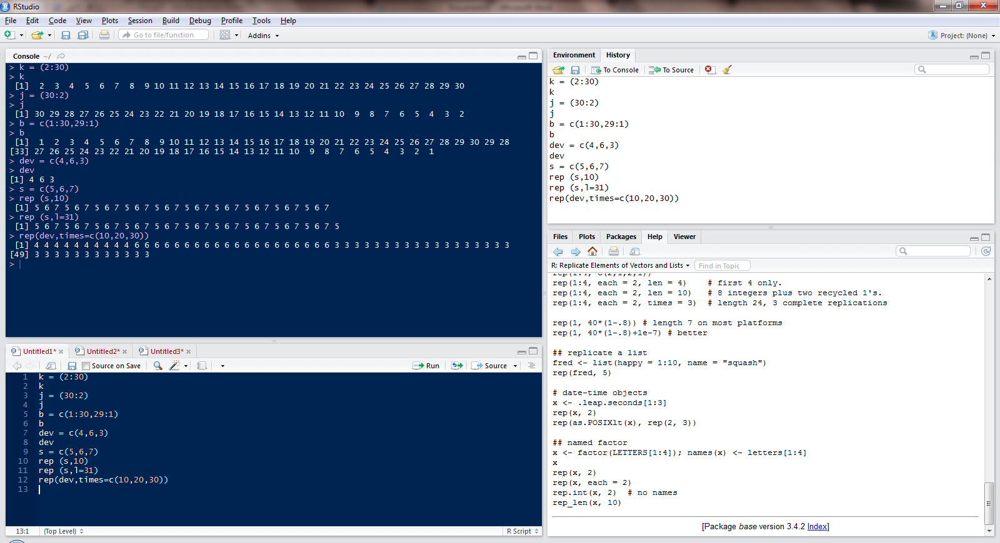 RStudio
File Edit Code View Plots Session Build Debug Profile Tools Help
Go to file/function Addins Project: (None)
Console ~/
> k = (2:30)
> k
[1] 2 3 4 5 6 7 8 9 10 11 12 13 14 15 16 17 18 19 20 21 22 23 24 25 26 27 28 29 30
> j = (30:2)
> j
[1] 30 29 28 27 26 25 24 23 22 21 20 19 18 17 16 15 14 13 12 11 10 9 8 7 6 5 4 3 2
> b = c(1:30,29:1)
> b
[1] 1 2 3 4 5 6 7 8 9 10 11 12 13 14 15 16 17 18 19 20 21 22 23 24 25 26 27 28 29 30 29 28
[33] 27 26 25 24 23 22 21 20 19 18 17 16 15 14 13 12 11 10 9 8 7 6 5 4 3 2 1
> dev = c(4,6,3)
> dev
[1] 4 6 3
> s = c(5,6,7)
> rep (s,10)
[1] 5 6 7 5 6 7 5 6 7 5 6 7 5 6 7 5 6 7 5 6 7 5 6 7 5 6 7 5 6 7
> rep (s,l=31)
[1] 5 6 7 5 6 7 5 6 7 5 6 7 5 6 7 5 6 7 5 6 7 5 6 7 5 6 7 5 6 7 5
> rep(dev,times=c(10,20,30))
[1] 4 4 4 4 4 4 4 4 4 4 6 6 6 6 6 6 6 6 6 6 6 6 6 6 6 6 6 6 6 6 3 3 3 3 3 3 3 3 3 3 3 3 3 3 3 3 3 3
[49] 3 3 3 3 3 3 3 3 3 3 3 3
>
Untitled1* Untitled2* Untitled3*
Source on Save Run Source
1 k = (2:30)
2 k
3 j = (30:2)
4 j
5 b = c(1:30,29:1)
6 b
7 dev = c(4,6,3)
8 dev
9 s = c(5,6,7)
10 rep (s,10)
11 rep (s,l=31)
12 rep(dev,times=c(10,20,30))
13
13:1 (Top Level) R Script
Environment History
To Console To Source
k = (2:30)
k
j = (30:2)
j
b = c(1:30,29:1)
b
dev = c(4,6,3)
dev
s = c(5,6,7)
rep (s,10)
rep (s,l=31)
rep(dev,times=c(10,20,30))
Files Plots Packages Help Viewer
R: Replicate Elements of Vectors and Lists Find in Topic
rep(1:4, c(2,1,2,1))
rep(1:4, each = 2, len = 4) # first 4 only.
rep(1:4, each = 2, len = 10) # 8 integers plus two recycled 1's.
rep(1:4, each = 2, times = 3) # length 24, 3 complete replications
rep(1, 40*(1-.8)) # length 7 on most platforms
rep(1, 40*(1-.8)+1e-7) # better
## replicate a list
fred <- list(happy = 1:10, name = "squash")
rep(fred, 5)
# date-time objects
x <- .leap.seconds[1:3]
rep(x, 2)
rep(as.POSIXlt(x), rep(2, 3))
## named factor
x <- factor(LETTERS[1:4]); names(x) <- letters[1:4]
x
rep(x, 2)
rep(x, each = 2)
rep.int(x, 2) # no names
rep_len(x, 10)
[Package base version 3.4.2 Index]